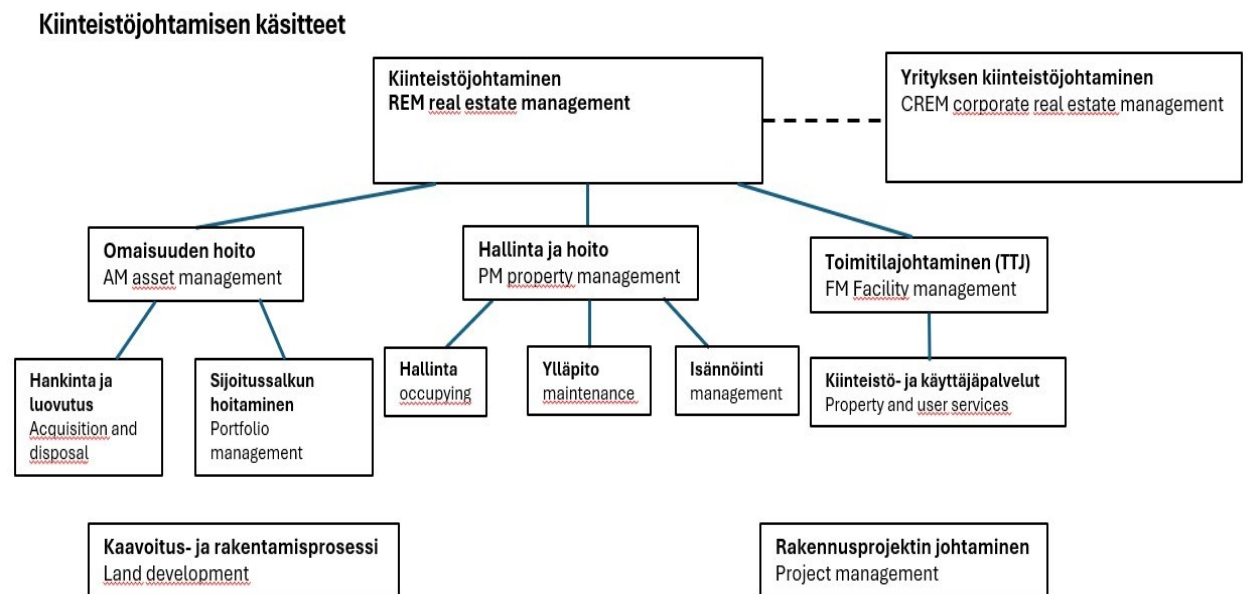 Kiinteistöjohtamisen käsitteet
Kiinteistöjohtaminen
REM real estate management
Yrityksen kiinteistöjohtaminen
CREM corporate real estate management
Omaisuuden hoito
AM asset management
Hallinta ja hoito
PM property management
Toimitilajohtaminen (TTJ)
FM Facility management
Hankinta ja
luovutus
Acquisition and
disposal
Sijoitussalkun
hoitaminen
Portfolio
management
Hallinta
occupying
Ylläpito
maintenance
Isännöinti
management
Kiinteistö- ja käyttäjäpalvelut
Property and user services
Kaavoitus- ja rakentamisprosessi
Land development
Rakennusprojektin johtaminen
Project management